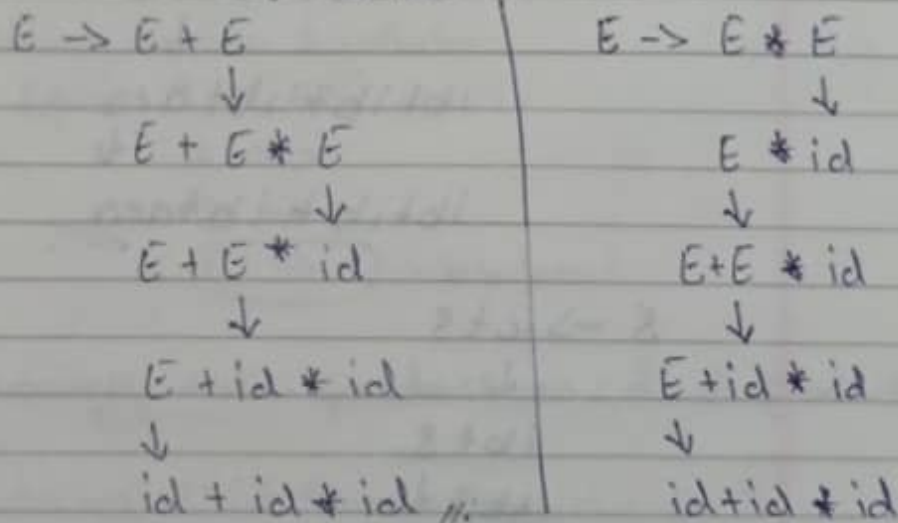 E -> E + E
↓
E + E * E
↓
E + E * id
↓
E + id * id
↓
id + id * id //.
E -> E * E
↓
E * id
↓
E+E * id
↓
E+id * id
↓
id+id * id